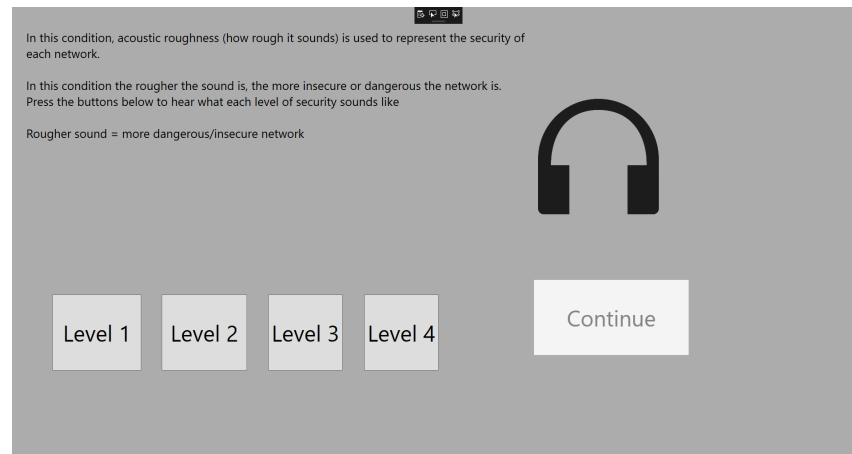 In this condition, acoustic roughness (how rough it sounds) is used to represent the security of
each network.
In this condition the rougher the sound is, the more insecure or dangerous the network is.
Press the buttons below to hear what each level of security sounds like
Rougher sound = more dangerous/insecure network
Level 1
Level 2
Level 3
Level 4
Continue